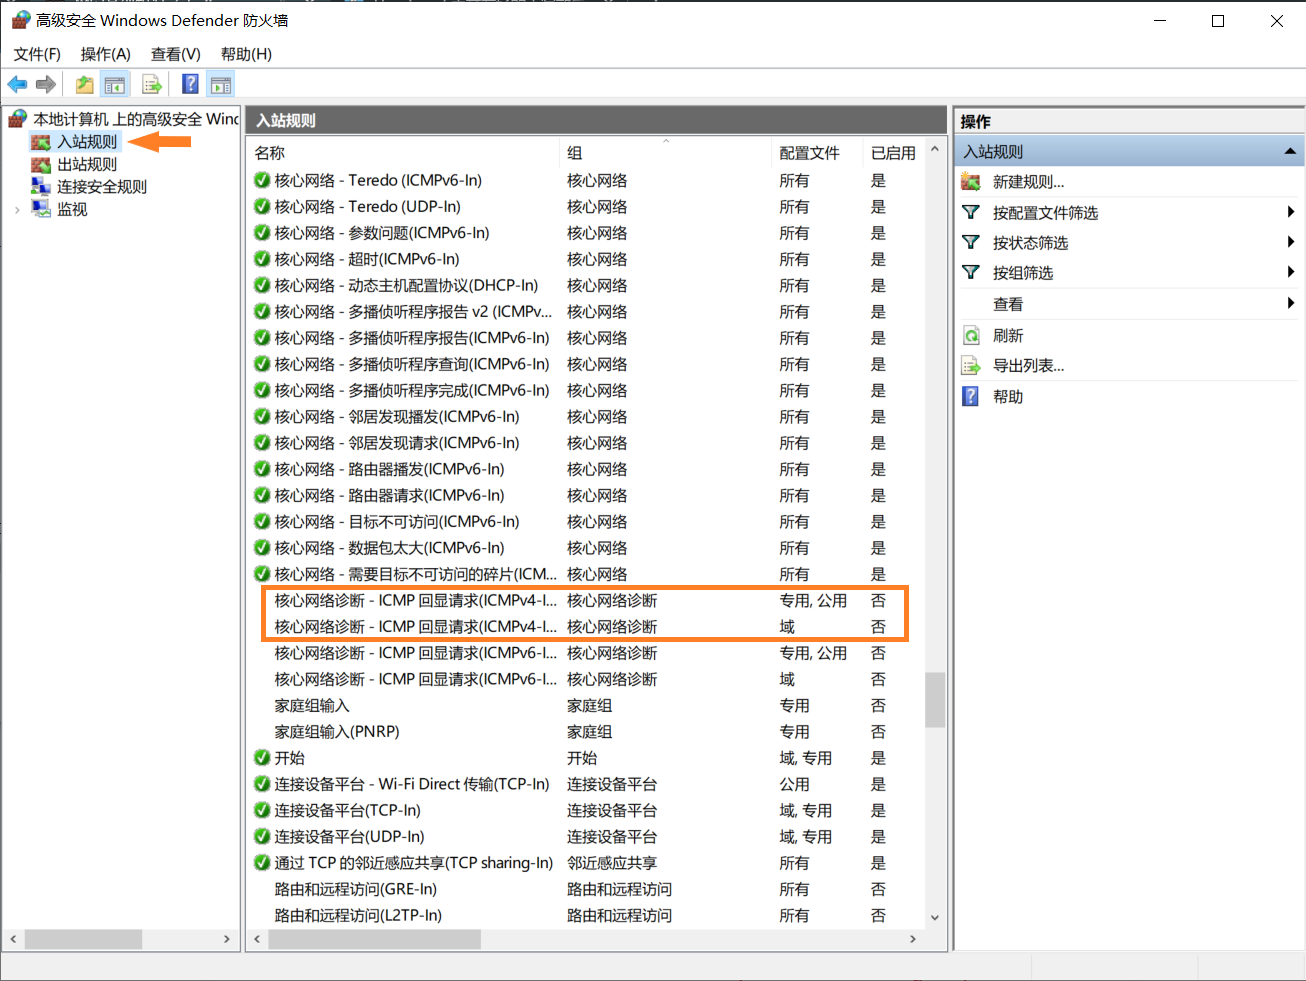 高级安全 Windows Defender 防火墙
文件(F) 操作(A) 查看(V) 帮助(H)
本地计算机 上的高级安全 Wind
入站规则
出站规则
连接安全规则
监视
入站规则
名称 组 配置文件 已启用
核心网络 - Teredo (ICMPv6-In) 核心网络 所有 是
核心网络 - Teredo (UDP-In) 核心网络 所有 是
核心网络 - 参数问题(ICMPv6-In) 核心网络 所有 是
核心网络 - 超时(ICMPv6-In) 核心网络 所有 是
核心网络 - 动态主机配置协议(DHCP-In) 核心网络 所有 是
核心网络 - 多播侦听程序报告 v2 (ICMPv... 核心网络 所有 是
核心网络 - 多播侦听程序报告(ICMPv6-In) 核心网络 所有 是
核心网络 - 多播侦听程序查询(ICMPv6-In) 核心网络 所有 是
核心网络 - 多播侦听程序完成(ICMPv6-In) 核心网络 所有 是
核心网络 - 邻居发现播发(ICMPv6-In) 核心网络 所有 是
核心网络 - 邻居发现请求(ICMPv6-In) 核心网络 所有 是
核心网络 - 路由器播发(ICMPv6-In) 核心网络 所有 是
核心网络 - 路由器请求(ICMPv6-In) 核心网络 所有 是
核心网络 - 目标不可访问(ICMPv6-In) 核心网络 所有 是
核心网络 - 数据包太大(ICMPv6-In) 核心网络 所有 是
核心网络 - 需要目标不可访问的碎片(ICM... 核心网络 所有 是
核心网络诊断 - ICMP 回显请求(ICMPv4-I... 核心网络诊断 专用, 公用 否
核心网络诊断 - ICMP 回显请求(ICMPv4-I... 核心网络诊断 域 否
核心网络诊断 - ICMP 回显请求(ICMPv6-I... 核心网络诊断 专用, 公用 否
核心网络诊断 - ICMP 回显请求(ICMPv6-I... 核心网络诊断 域 否
家庭组输入 家庭组 专用 否
家庭组输入(PNRP) 家庭组 专用 否
开始 开始 域, 专用 是
连接设备平台 - Wi-Fi Direct 传输(TCP-In) 连接设备平台 公用 是
连接设备平台(TCP-In) 连接设备平台 域, 专用 是
连接设备平台(UDP-In) 连接设备平台 域, 专用 是
通过 TCP 的邻近感应共享(TCP sharing-In) 邻近感应共享 所有 是
路由和远程访问(GRE-In) 路由和远程访问 所有 否
路由和远程访问(L2TP-In) 路由和远程访问 所有 否
操作
入站规则
新建规则...
按配置文件筛选
按状态筛选
按组筛选
查看
刷新
导出列表...
帮助